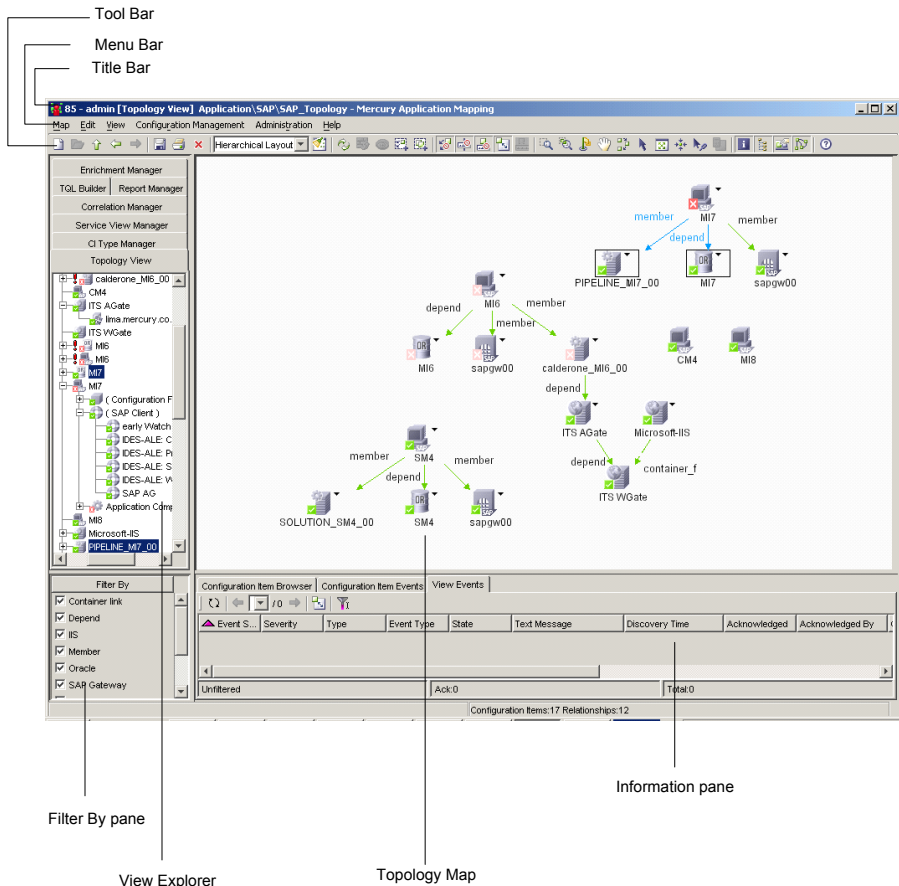 Tool Bar
Menu Bar
Title Bar
85 - admin [Topology View] Application\SAP\SAP_Topology - Mercury Application Mapping
Map Edit View Configuration Management Administration Help
Hierarchical Layout
Enrichment Manager
TQL Builder Report Manager
Correlation Manager
Service View Manager
CI Type Manager
Topology View
calderone_MI6_00
CM4
ITS AGate
lima.mercury.co.
ITS WGate
MI6
MI6
MI7
MI7
( Configuration F
( SAP Client )
early Watch
IDES-ALE: C
IDES-ALE: Pr
IDES-ALE: S
IDES-ALE: W
SAP AG
Application Comp
MI8
Microsoft-IIS
PIPELINE_MI7_00
MI7
member
depend
member
PIPELINE_MI7_00
MI7
sapgw00
MI6
depend
member
member
MI6
sapgw00
calderone_MI6_00
CM4
MI8
depend
ITS AGate
Microsoft-IIS
depend
container_f
ITS WGate
SM4
member
depend
member
SOLUTION_SM4_00
SM4
sapgw00
Filter By
Container link
Depend
IIS
Member
Oracle
SAP Gateway
Configuration Item Browser Configuration Item Events View Events
/ 0
Event S... Severity Type Event Type State Text Message Discovery Time Acknowledged Acknowledged By
Unfiltered Ack:0 Total:0
Configuration Items:17 Relationships:12
Information pane
Filter By pane
Topology Map
View Explorer